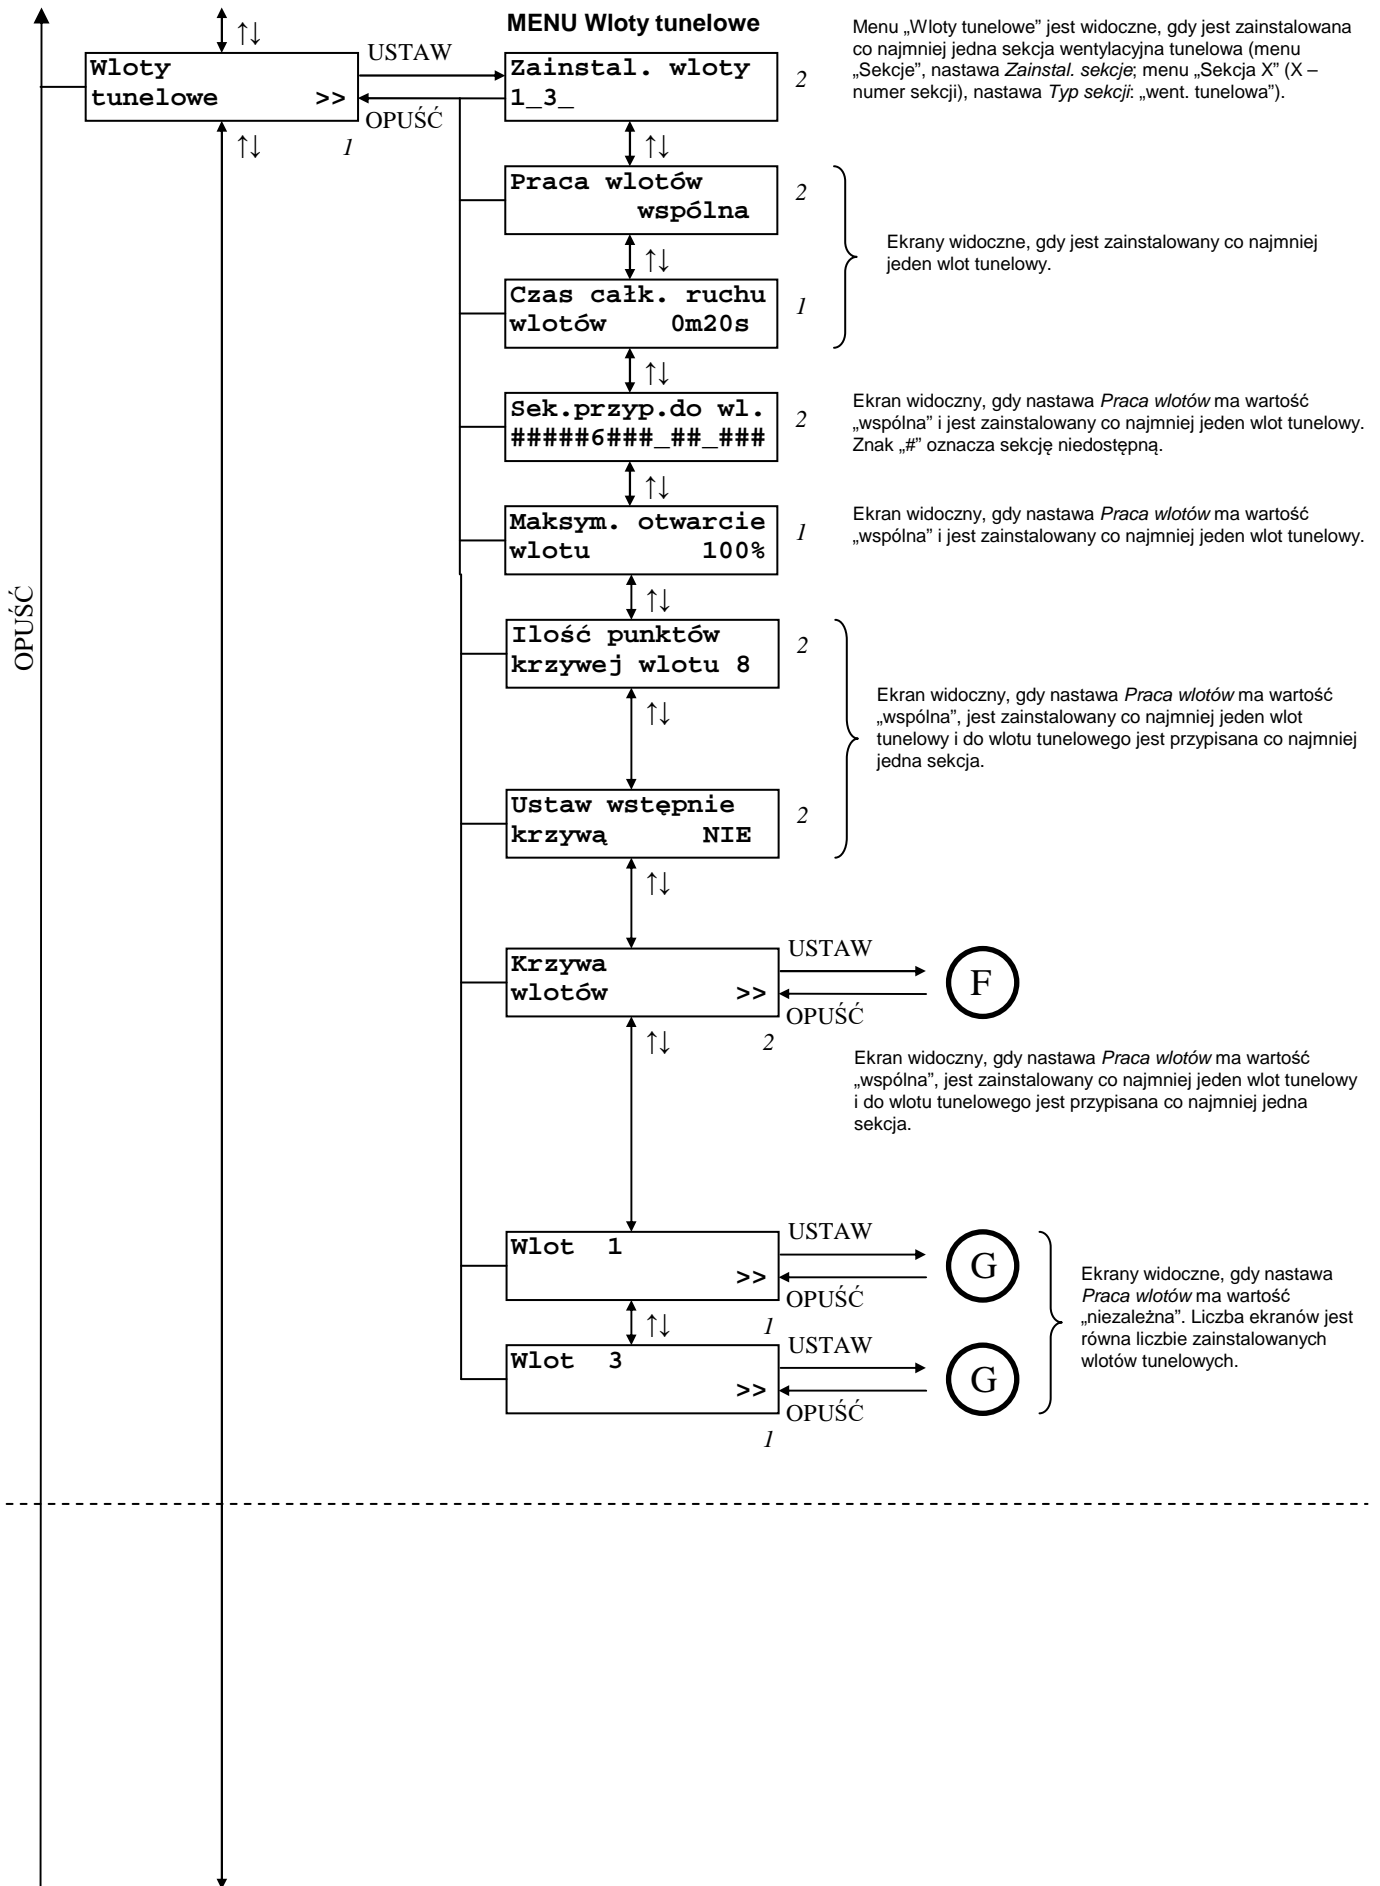 MENU Wloty tunelowe
↑↓
Wloty
tunelowe >>
USTAW
OPUŚĆ
↑↓
1
Zainstal. wloty
1_3_
2
Menu „Wloty tunelowe” jest widoczne, gdy jest zainstalowana
co najmniej jedna sekcja wentylacyjna tunelowa (menu
„Sekcje”, nastawa Zainstal. sekcje; menu „Sekcja X” (X –
numer sekcji), nastawa Typ sekcji: „went. tunelowa”).
↑↓
Praca wlotów
wspólna
2
↑↓
Ekrany widoczne, gdy jest zainstalowany co najmniej
jeden wlot tunelowy.
Czas całk. ruchu
wlotów 0m20s
1
↑↓
Sek.przyp.do wl.
#####6###_##_###
2
Ekran widoczny, gdy nastawa Praca wlotów ma wartość
„wspólna” i jest zainstalowany co najmniej jeden wlot tunelowy.
Znak „#” oznacza sekcję niedostępną.
↑↓
Maksym. otwarcie
wlotu 100%
1
Ekran widoczny, gdy nastawa Praca wlotów ma wartość
„wspólna” i jest zainstalowany co najmniej jeden wlot tunelowy.
↑↓
OPUŚĆ
Ilość punktów
krzywej wlotu 8
2
↑↓
Ekran widoczny, gdy nastawa Praca wlotów ma wartość
„wspólna”, jest zainstalowany co najmniej jeden wlot
tunelowy i do wlotu tunelowego jest przypisana co najmniej
jedna sekcja.
Ustaw wstępnie
krzywą NIE
2
↑↓
Krzywa
wlotów >>
USTAW
OPUŚĆ
F
↑↓
2
Ekran widoczny, gdy nastawa Praca wlotów ma wartość
„wspólna”, jest zainstalowany co najmniej jeden wlot tunelowy
i do wlotu tunelowego jest przypisana co najmniej jedna
sekcja.
Wlot 1
>>
USTAW
OPUŚĆ
G
1
↑↓
Ekrany widoczne, gdy nastawa
Praca wlotów ma wartość
„niezależna”. Liczba ekranów jest
równa liczbie zainstalowanych
wlotów tunelowych.
Wlot 3
>>
USTAW
OPUŚĆ
G
1